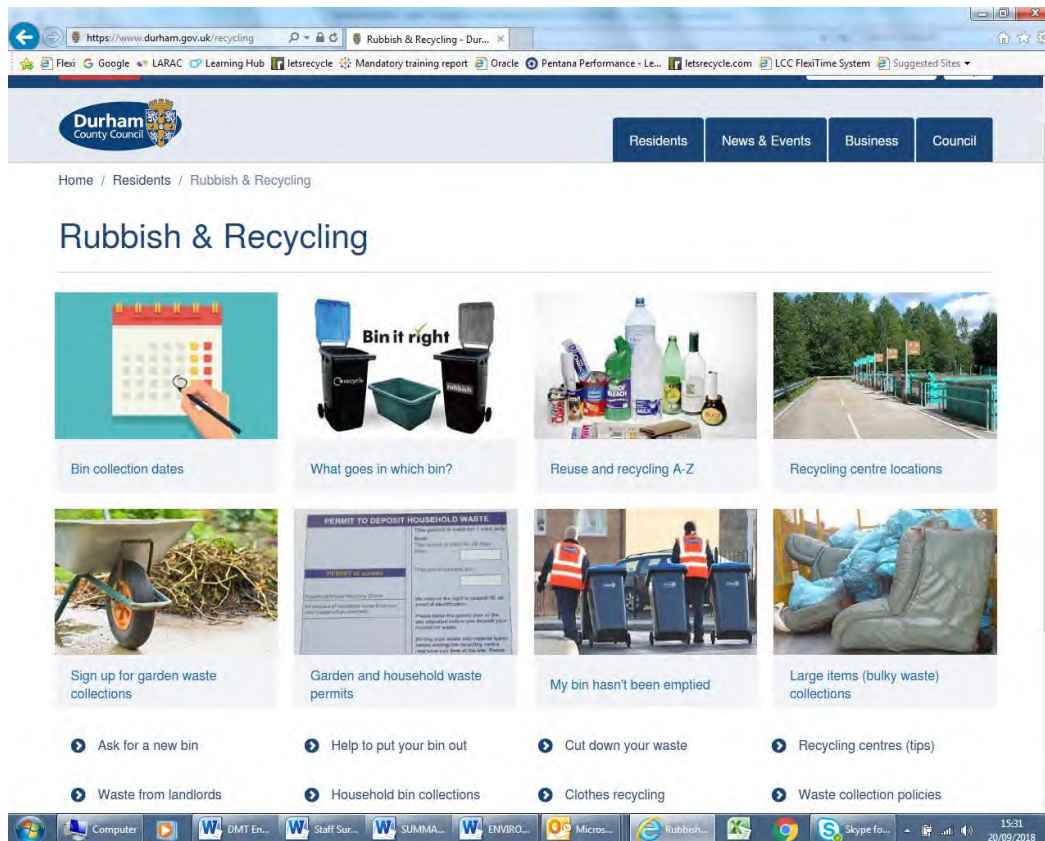 https://www.durham.gov.uk/recycling
Rubbish & Recycling - Dur...
Flexi Google LARAC Learning Hub letsrecycle Mandatory training report Oracle Pentana Performance - Le... letsrecycle.com LCC FlexiTime System Suggested Sites
Durham
County Council
Residents News & Events Business Council
Home / Residents / Rubbish & Recycling
Rubbish & Recycling
Bin it right
recycle
rubbish
BLEACH
MILK
Bin collection dates
What goes in which bin?
Reuse and recycling A-Z
Recycling centre locations
PERMIT TO DEPOSIT HOUSEHOLD WASTE
Sign up for garden waste
collections
Garden and household waste
permits
My bin hasn't been emptied
Large items (bulky waste)
collections
Ask for a new bin
Help to put your bin out
Cut down your waste
Recycling centres (tips)
Waste from landlords
Household bin collections
Clothes recycling
Waste collection policies
Computer DMT En... Staff Sur... SUMMA... ENVIRO... Micros... Rubbish... Skype fo... 15:31
20/09/2018